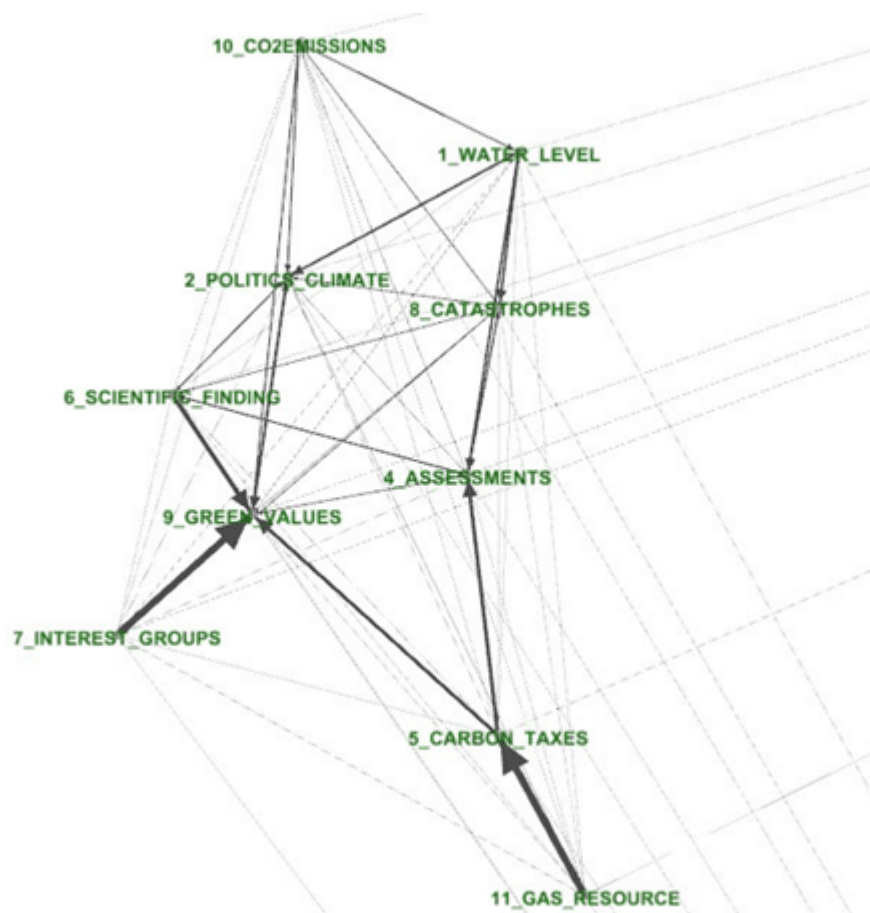 10_CO2EMISSIONS
1_WATER_LEVEL
2_POLITICS_CLIMATE
8_CATASTROPHES
6_SCIENTIFIC_FINDING
4_ASSESSMENTS
9_GREEN_VALUES
7_INTEREST_GROUPS
5_CARBON_TAXES
11_GAS_RESOURCE